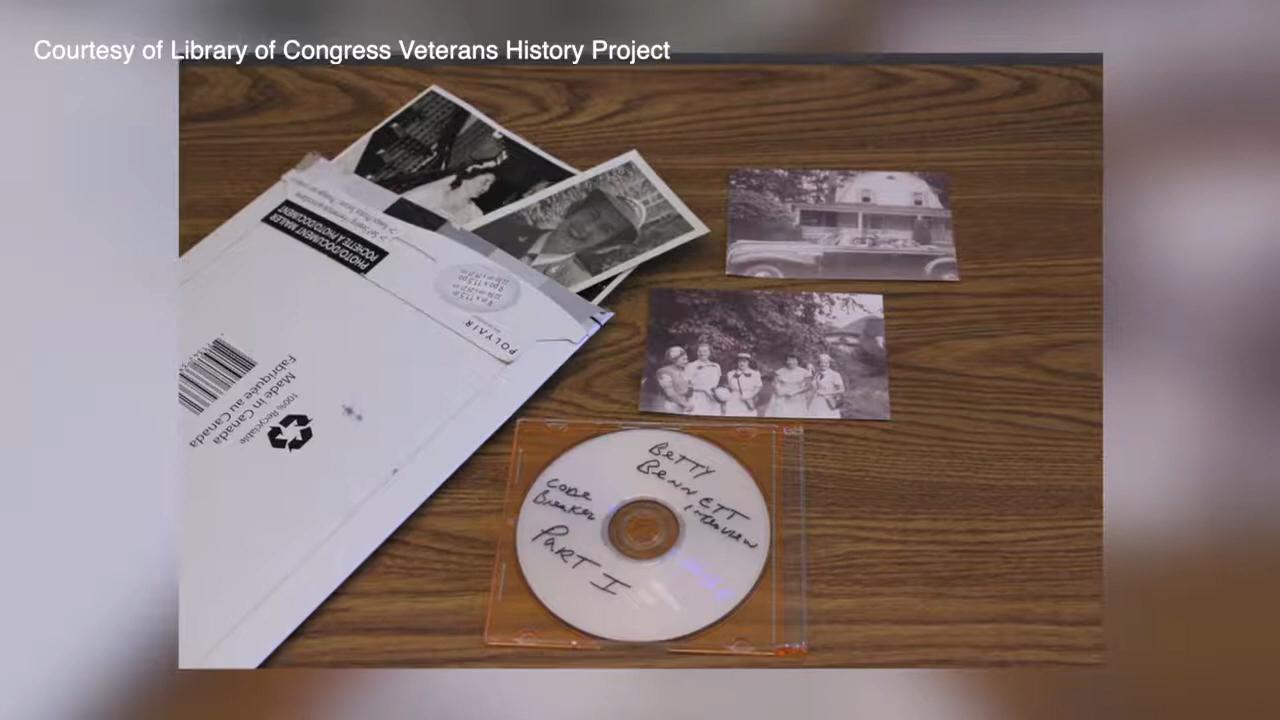 Courtesy of Library of Congress Veterans History Project
PHOTO/DOCUMENT MAILER
POCHETTE À PHOTO/DOCUMENT
POLYAIR
Made in Canada
Fabriquée au Canada
100% Recyclable
BETTY
BENNETT
interview
CODE
Breaker
PART I